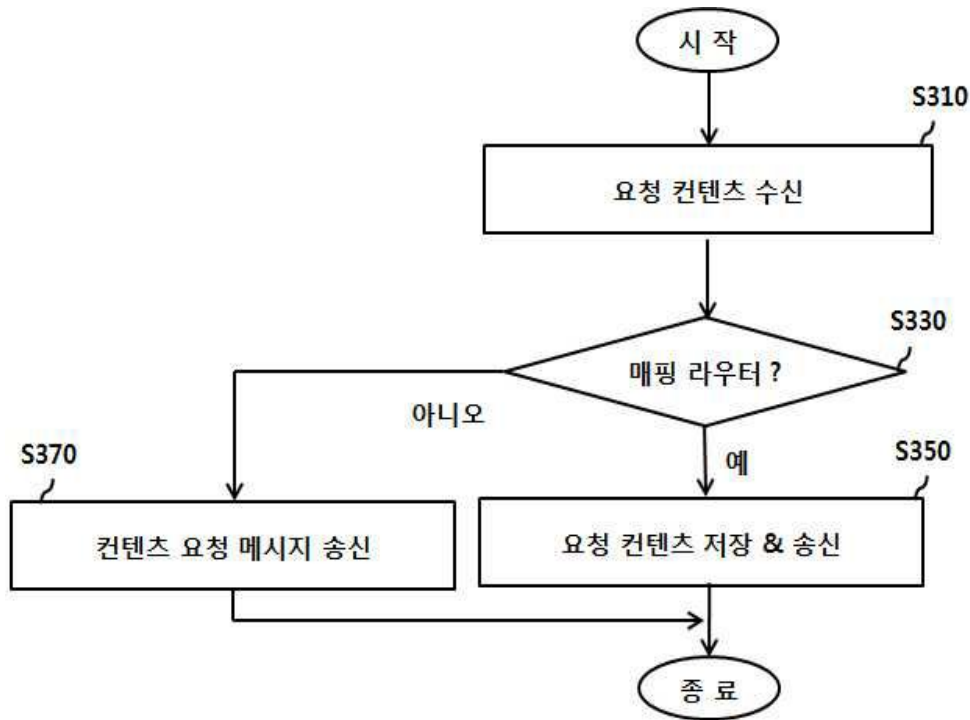 시 작
S310
요청 컨텐츠 수신
S330
매핑 라우터 ?
아니오
예
S370
컨텐츠 요청 메시지 송신
S350
요청 컨텐츠 저장 & 송신
종 료